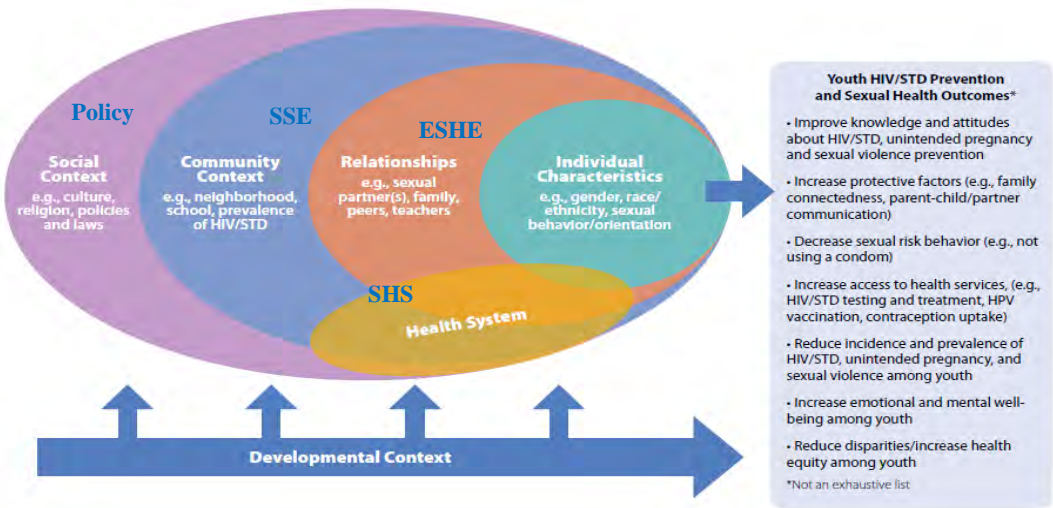 Policy
SSE
ESHE
Social
Context
e.g., culture,
religion, policies
and laws
Community
Context
e.g., neighborhood,
school, prevalence
of HIV/STD
Relationships
e.g., sexual
partner(s), family,
peers, teachers
Individual
Characteristics
e.g., gender, race/
ethnicity, sexual
behavior/orientation
SHS
Health System
Developmental Context
Youth HIV/STD Prevention
and Sexual Health Outcomes*
• Improve knowledge and attitudes
about HIV/STD, unintended pregnancy
and sexual violence prevention
• Increase protective factors (e.g., family
connectedness, parent-child/partner
communication)
• Decrease sexual risk behavior (e.g., not
using a condom)
• Increase access to health services, (e.g.,
HIV/STD testing and treatment, HPV
vaccination, contraception uptake)
• Reduce incidence and prevalence of
HIV/STD, unintended pregnancy, and
sexual violence among youth
• Increase emotional and mental well-
being among youth
• Reduce disparities/increase health
equity among youth
*Not an exhaustive list